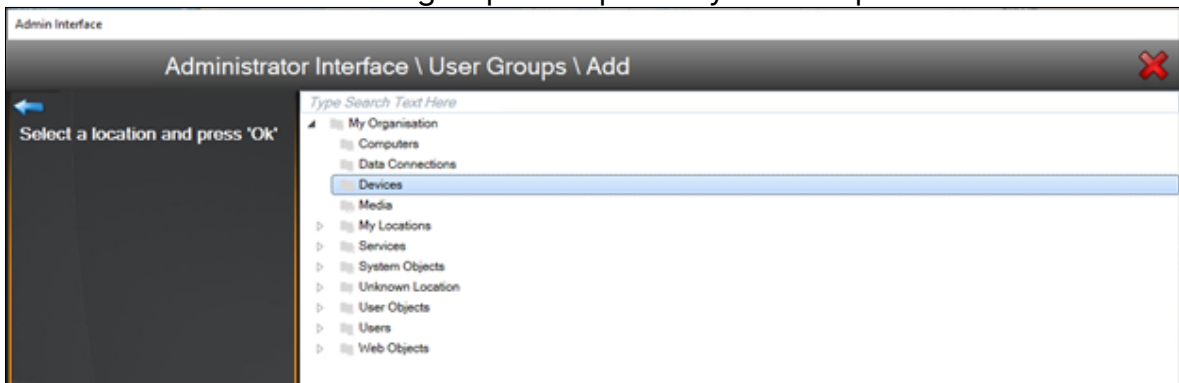 Admin Interface
Administrator Interface \ User Groups \ Add
Type Search Text Here
Select a location and press 'Ok'
My Organisation
Computers
Data Connections
Devices
Media
My Locations
Services
System Objects
Unknown Location
User Objects
Users
Web Objects